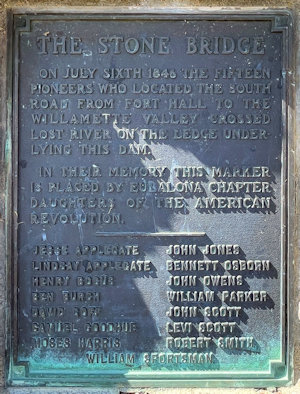 THE STONE BRIDGE
ON JULY SIXTH 1846 THE FIFTEEN
PIONEERS WHO LOCATED THE SOUTH
ROAD FROM FORT HALL TO THE
WILLAMETTE VALLEY CROSSED
LOST RIVER ON THE LEDGE UNDER-
LYING THIS DAM.
IN THEIR MEMORY THIS MARKER
IS PLACED BY EULALONA CHAPTER
DAUGHTERS OF THE AMERICAN
REVOLUTION.
JESSE APPLEGATE JOHN JONES
LINDSAY APPLEGATE BENNETT OSBORN
HENRY BOGUS JOHN OWENS
BEN BURCH WILLIAM PARKER
DAVID GOFF JOHN SCOTT
SAMUEL GOODHUE LEVI SCOTT
MOSES HARRIS ROBERT SMITH
WILLIAM SPORTSMAN